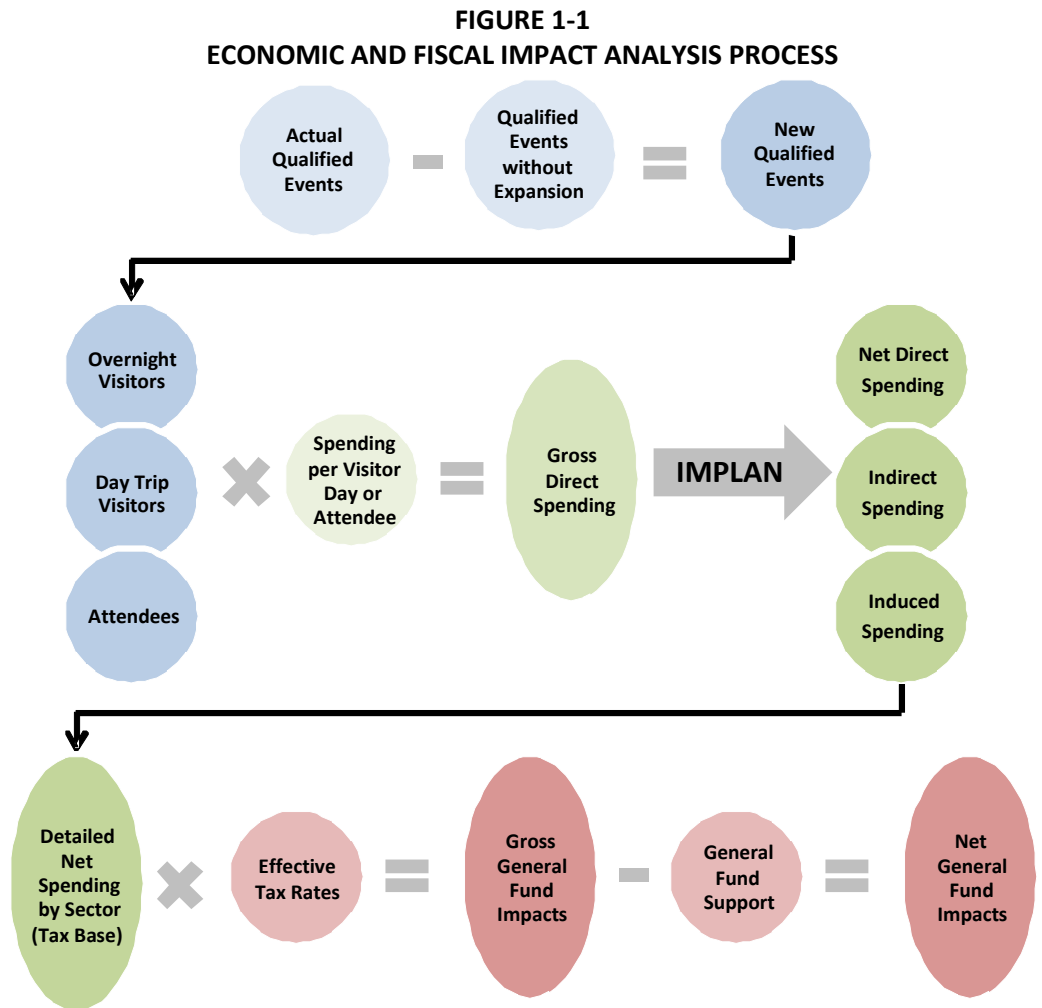 FIGURE 1-1
ECONOMIC AND FISCAL IMPACT ANALYSIS PROCESS
Actual
Qualified
Events
Qualified
Events
without
Expansion
New
Qualified
Events
Overnight
Visitors
Day Trip
Visitors
Attendees
Spending
per Visitor
Day or
Attendee
Gross
Direct
Spending
IMPLAN
Net Direct
Spending
Indirect
Spending
Induced
Spending
Detailed
Net
Spending
by Sector
(Tax Base)
Effective
Tax Rates
Gross
General
Fund
Impacts
General
Fund
Support
Net
General
Fund
Impacts